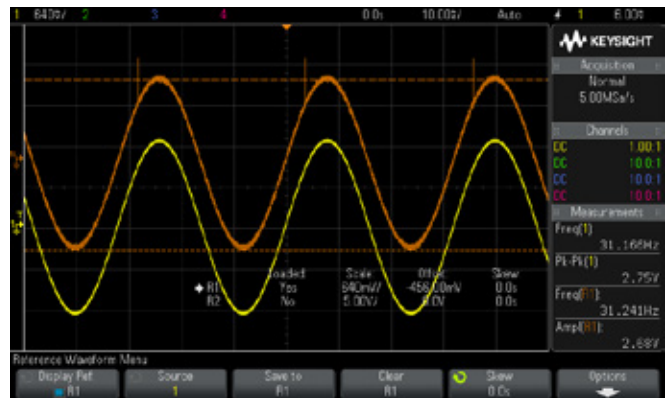 1 640▯/ 2 3 4 0.0s 10.00▯/ Auto 1 6.00▯
KEYSIGHT
Acquisition
Normal
5.00MSa/s
Channels
DC 1.00:1
DC 10.0:1
DC 10.0:1
DC 10.0:1
Measurements
Freq(1)
31.166Hz
Pk-Pk(1)
2.75V
Freq(R1):
31.241Hz
Ampl(R1):
2.68V
Loaded Scale Offset Skew
R1 Yes 640mV/ -456.00mV 0.0s
R2 No 5.00V/ 0.0V 0.0s
Reference Waveform Menu
Display Ref
R1
Source
1
Save to
R1
Clear
R1
Skew
0.0s
Options